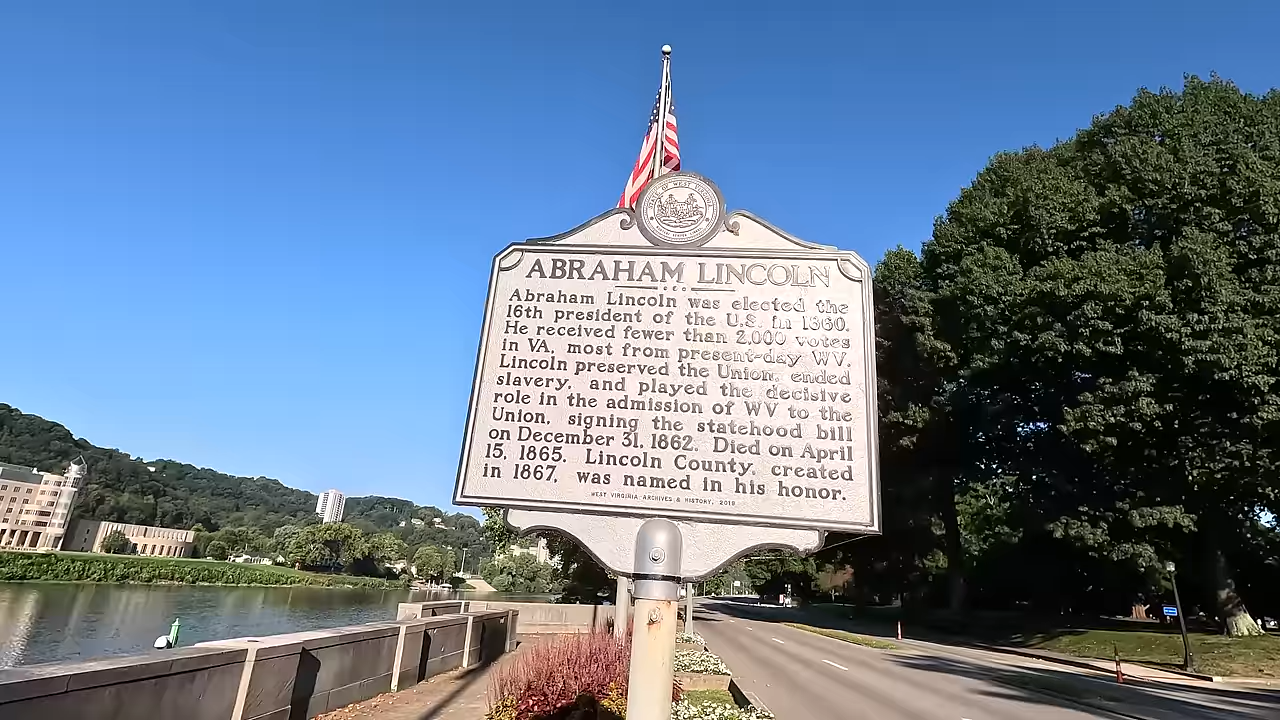 ABRAHAM LINCOLN
Abraham Lincoln was elected the
16th president of the U.S. in 1860.
He received fewer than 2,000 votes
in VA, most from present-day WV.
Lincoln preserved the Union, ended
slavery, and played the decisive
role in the admission of WV to the
Union, signing the statehood bill
on December 31, 1862. Died on April
15, 1865. Lincoln County, created
in 1867, was named in his honor.
WEST VIRGINIA ARCHIVES & HISTORY, 2019